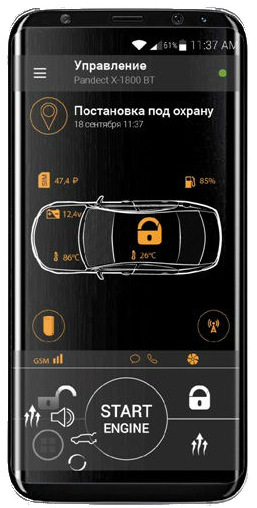 61% 11:37 AM
Управление
Pandect X-1800 BT
Постановка под охрану
18 сентября 11:37
SIM 47,4 ₽
85%
12,4v
86°C
26°C
GSM
START
ENGINE